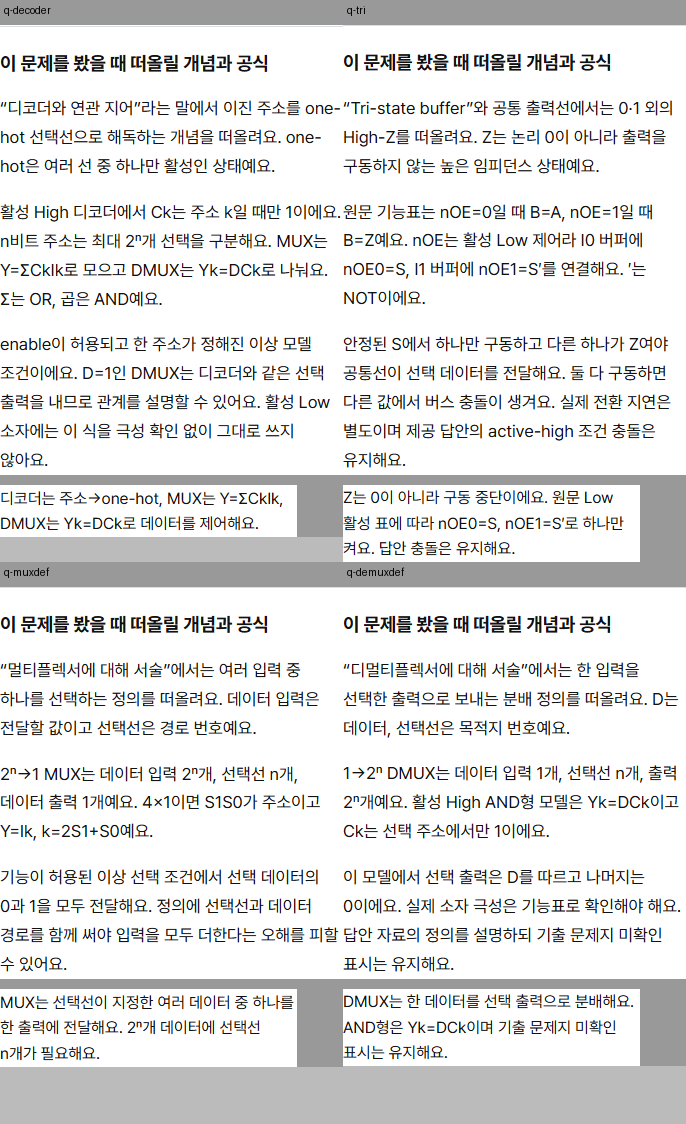 q-decoder
이 문제를 봤을 때 떠올릴 개념과 공식
“디코더와 연관 지어”라는 말에서 이진 주소를 one-
hot 선택선으로 해독하는 개념을 떠올려요. one-
hot은 여러 선 중 하나만 활성인 상태예요.
활성 High 디코더에서 Ck는 주소 k일 때만 1이에요.
n비트 주소는 최대 2ⁿ개 선택을 구분해요. MUX는
Y=ΣCkIk로 모으고 DMUX는 Yk=DCk로 나눠요.
Σ는 OR, 곱은 AND예요.
enable이 허용되고 한 주소가 정해진 이상 모델
조건이에요. D=1인 DMUX는 디코더와 같은 선택
출력을 내므로 관계를 설명할 수 있어요. 활성 Low
소자에는 이 식을 극성 확인 없이 그대로 쓰지
않아요.
디코더는 주소→one-hot, MUX는 Y=ΣCkIk,
DMUX는 Yk=DCk로 데이터를 제어해요.
q-tri
이 문제를 봤을 때 떠올릴 개념과 공식
“Tri-state buffer”와 공통 출력선에서는 0·1 외의
High-Z를 떠올려요. Z는 논리 0이 아니라 출력을
구동하지 않는 높은 임피던스 상태예요.
원문 기능표는 nOE=0일 때 B=A, nOE=1일 때
B=Z예요. nOE는 활성 Low 제어라 I0 버퍼에
nOE0=S, I1 버퍼에 nOE1=S′를 연결해요. ′는
NOT이에요.
안정된 S에서 하나만 구동하고 다른 하나가 Z여야
공통선이 선택 데이터를 전달해요. 둘 다 구동하면
다른 값에서 버스 충돌이 생겨요. 실제 전환 지연은
별도이며 제공 답안의 active-high 조건 충돌은
유지해요.
Z는 0이 아니라 구동 중단이에요. 원문 Low
활성 표에 따라 nOE0=S, nOE1=S′로 하나만
켜요. 답안 충돌은 유지해요.
q-muxdef
이 문제를 봤을 때 떠올릴 개념과 공식
“멀티플렉서에 대해 서술”에서는 여러 입력 중
하나를 선택하는 정의를 떠올려요. 데이터 입력은
전달할 값이고 선택선은 경로 번호예요.
2ⁿ→1 MUX는 데이터 입력 2ⁿ개, 선택선 n개,
데이터 출력 1개예요. 4×1이면 S1S0가 주소이고
Y=Ik, k=2S1+S0예요.
기능이 허용된 이상 선택 조건에서 선택 데이터의
0과 1을 모두 전달해요. 정의에 선택선과 데이터
경로를 함께 써야 입력을 모두 더한다는 오해를 피할
수 있어요.
MUX는 선택선이 지정한 여러 데이터 중 하나를
한 출력에 전달해요. 2ⁿ개 데이터에 선택선
n개가 필요해요.
q-demuxdef
이 문제를 봤을 때 떠올릴 개념과 공식
“디멀티플렉서에 대해 서술”에서는 한 입력을
선택한 출력으로 보내는 분배 정의를 떠올려요. D는
데이터, 선택선은 목적지 번호예요.
1→2ⁿ DMUX는 데이터 입력 1개, 선택선 n개, 출력
2ⁿ개예요. 활성 High AND형 모델은 Yk=DCk이고
Ck는 선택 주소에서만 1이에요.
이 모델에서 선택 출력은 D를 따르고 나머지는
0이에요. 실제 소자 극성은 기능표로 확인해야 해요.
답안 자료의 정의를 설명하되 기출 문제지 미확인
표시는 유지해요.
DMUX는 한 데이터를 선택 출력으로 분배해요.
AND형은 Yk=DCk이며 기출 문제지 미확인
표시는 유지해요.